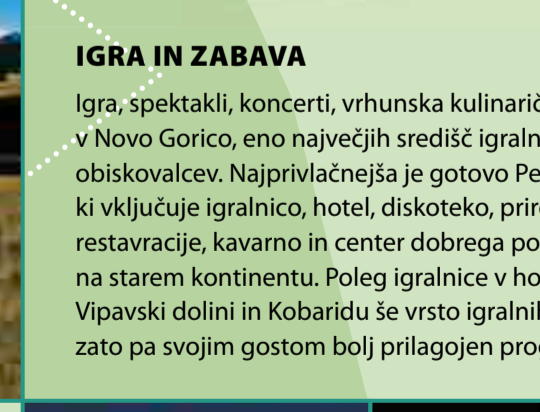 IGRA IN ZABAVA
Igra, spektakli, koncerti, vrhunska kulinarič
v Novo Gorico, eno največjih središč igraln
obiskovalcev. Najprivlačnejša je gotovo Pe
ki vključuje igralnico, hotel, diskoteko, prir
restavracije, kavarno in center dobrega po
na starem kontinentu. Poleg igralnice v ho
Vipavski dolini in Kobaridu še vrsto igralnih
zato pa svojim gostom bolj prilagojen prog